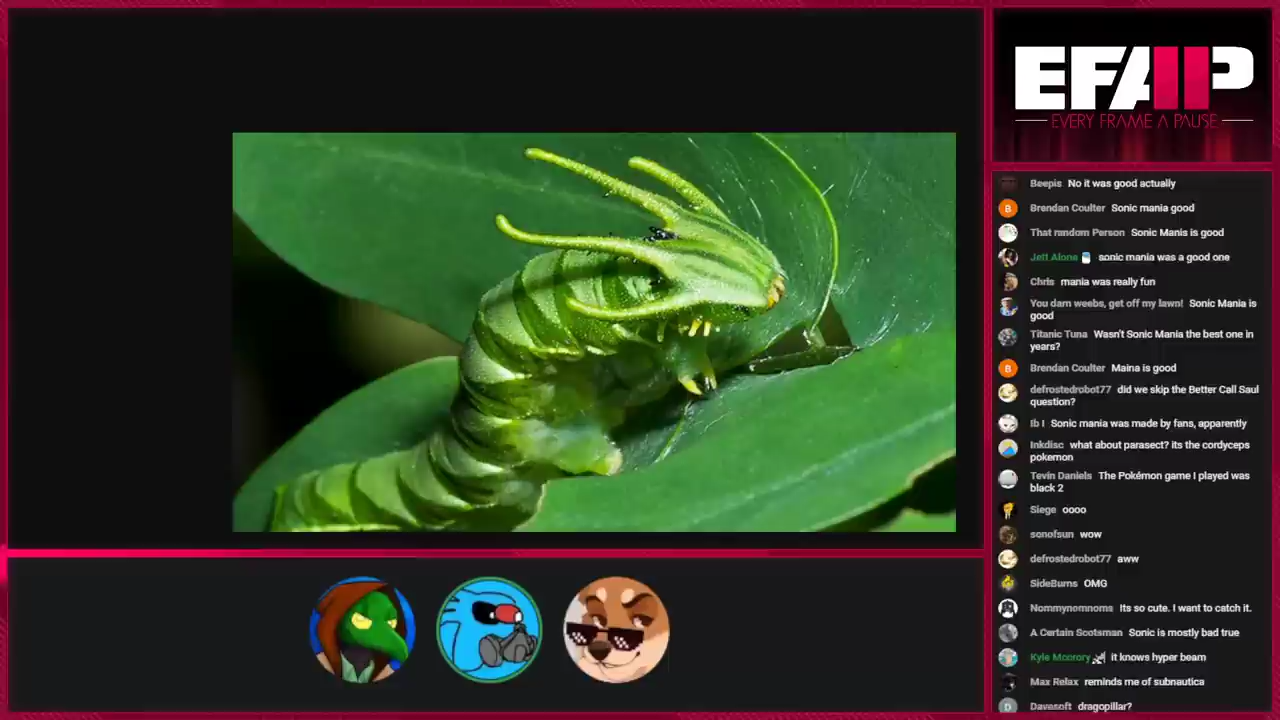 EFAP
EVERY FRAME A PAUSE
Beepis No it was good actually
B
Brendan Coulter Sonic mania good
That random Person Sonic Manis is good
Jett Alone sonic mania was a good one
Chris mania was really fun
You darn weebs, get off my lawn! Sonic Mania is
good
Titanic Tuna Wasn't Sonic Mania the best one in
years?
B
Brendan Coulter Maina is good
defrostedrobot77 did we skip the Better Call Saul
question?
Ib I Sonic mania was made by fans, apparently
Inkdisc what about parasect? its the cordyceps
pokemon
Tevin Daniels The Pokémon game I played was
black 2
Siege oooo
sonofsun wow
defrostedrobot77 aww
SideBurns OMG
Nommynomnoms Its so cute. I want to catch it.
A Certain Scotsman Sonic is mostly bad true
Kyle Mccrory it knows hyper beam
Max Relax reminds me of subnautica
D
Davesoft dragopillar?